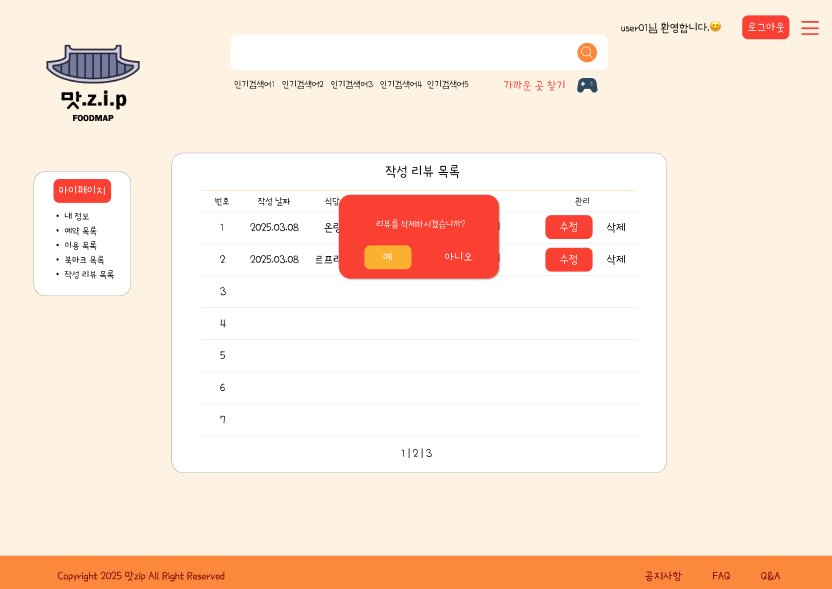 user01님 환영합니다.😊 로그아웃
맛.z.i.p
FOODMAP
인기검색어1 인기검색어2 인기검색어3 인기검색어4 인기검색어5 가까운 곳 찾기
마이페이지
• 내 정보
• 예약 목록
• 이용 목록
• 북마크 목록
• 작성 리뷰 목록
작성 리뷰 목록
번호 작성 날짜 식당 관리
1 2025.03.08 수정 삭제
2 2025.03.08 르프리 수정 삭제
3
4
5
6
7
리뷰를 삭제하시겠습니까?
예 아니오
1 | 2 | 3
Copyright 2025 맛zip All Right Reserved 공지사항 FAQ Q&A